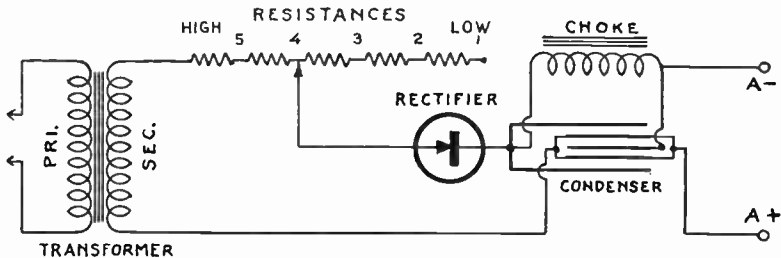 RESISTANCES
HIGH 5 4 3 2 LOW 1
CHOKE
A-
RECTIFIER
PRI.
SEC.
CONDENSER
A+
TRANSFORMER